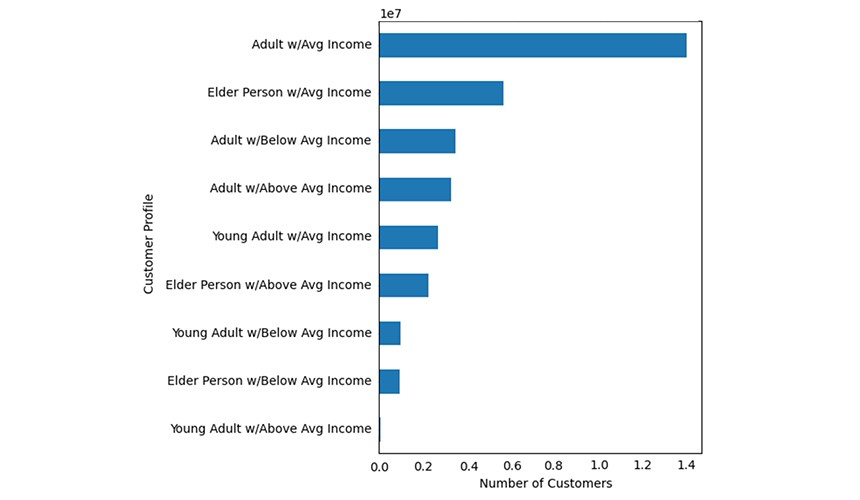 1e7
Adult w/Avg Income
Elder Person w/Avg Income
Adult w/Below Avg Income
Adult w/Above Avg Income
Young Adult w/Avg Income
Elder Person w/Above Avg Income
Young Adult w/Below Avg Income
Elder Person w/Below Avg Income
Young Adult w/Above Avg Income
Customer Profile
0.0 0.2 0.4 0.6 0.8 1.0 1.2 1.4
Number of Customers